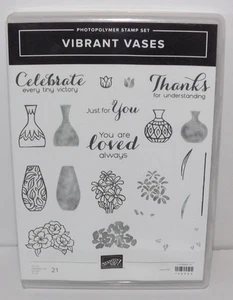 PHOTOPOLYMER STAMP SET
VIBRANT VASES
Celebrate
every tiny victory
Thanks
for understanding
Just for You
You are
loved
always
21